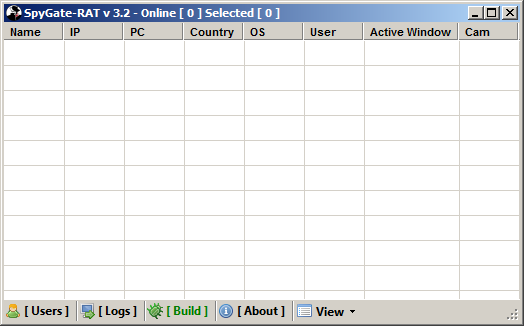 SpyGate-RAT v 3.2 - Online [ 0 ] Selected [ 0 ]
Name IP PC Country OS User Active Window Cam
[ Users ] [ Logs ] [ Build ] [ About ] View